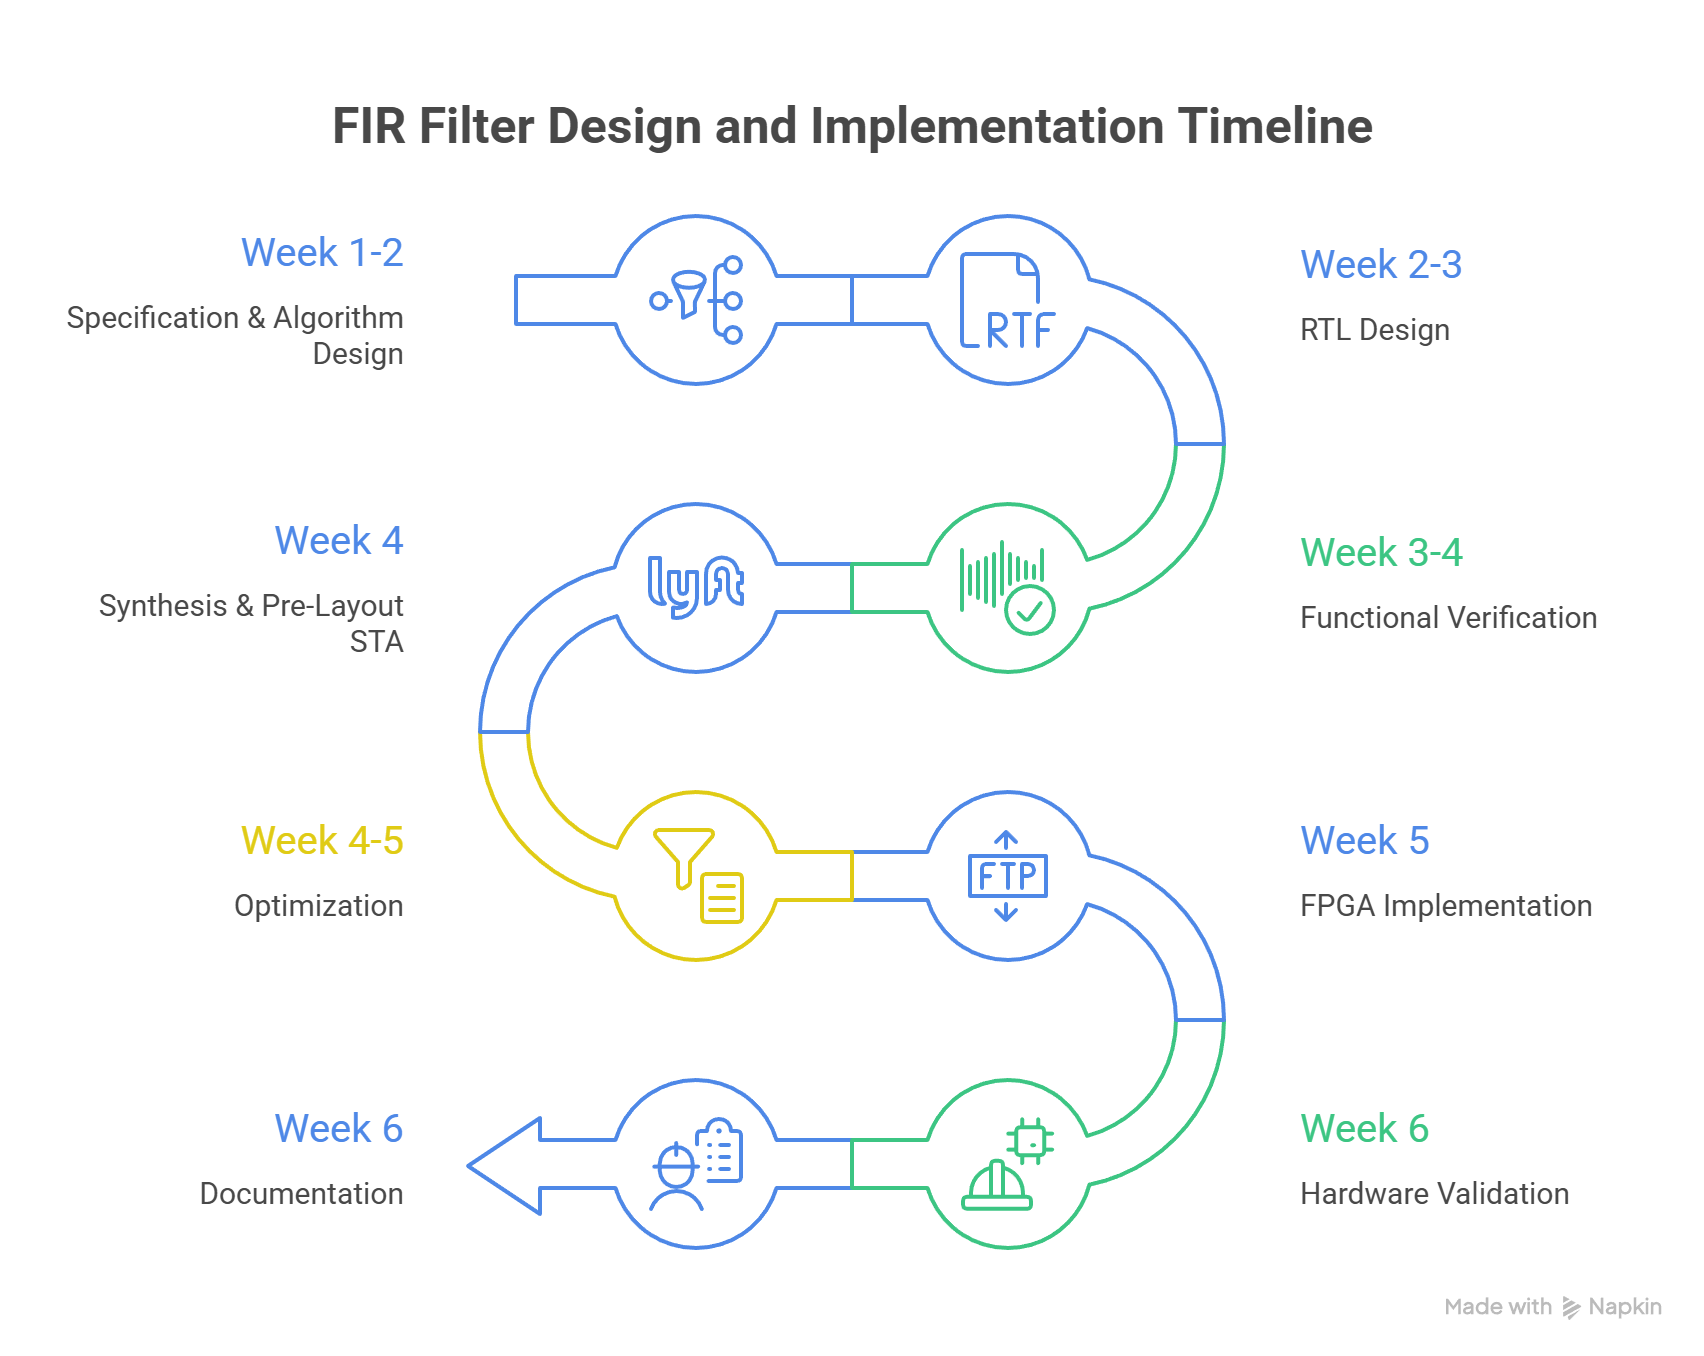 FIR Filter Design and Implementation Timeline
Week 1-2
Specification & Algorithm
Design
RTF
Week 2-3
RTL Design
Week 4
Synthesis & Pre-Layout
STA
lyft
Week 3-4
Functional Verification
Week 4-5
Optimization
FTP
Week 5
FPGA Implementation
Week 6
Documentation
Week 6
Hardware Validation
Made with Napkin